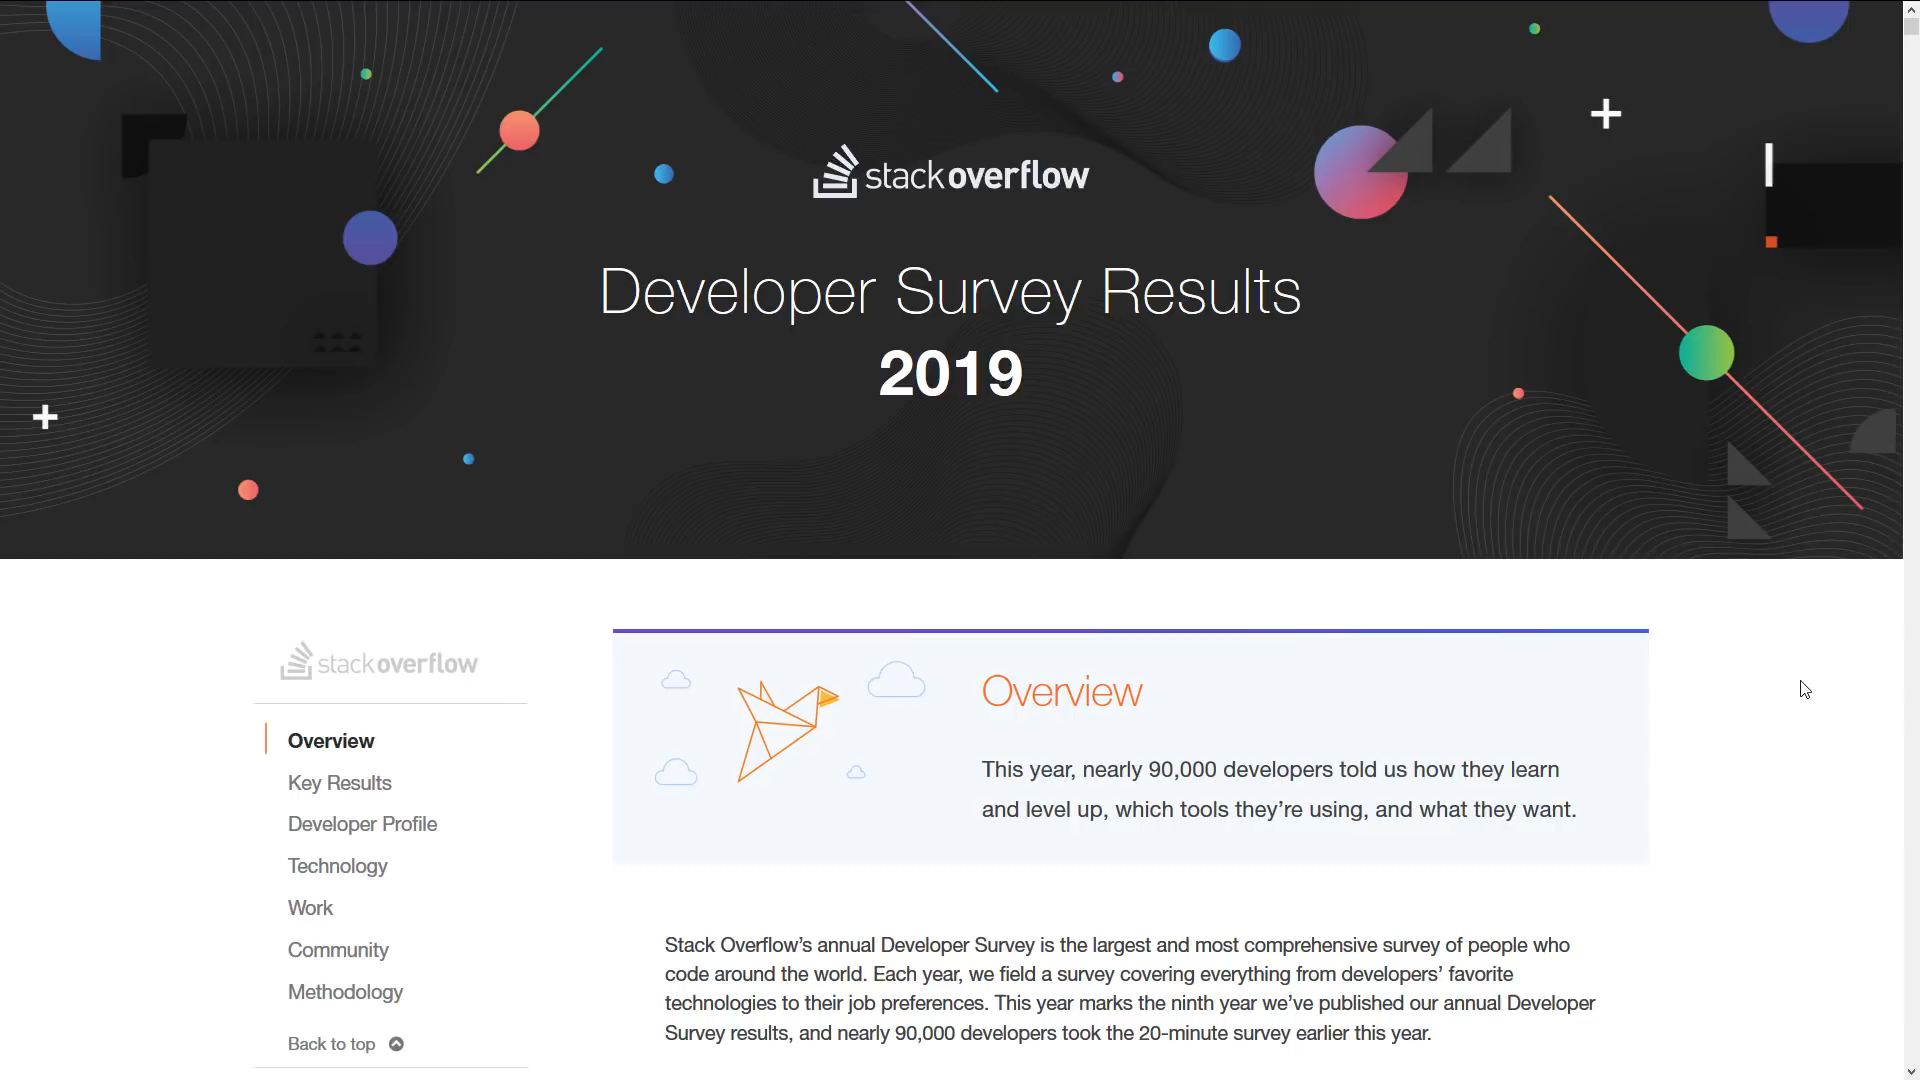 stackoverflow
Developer Survey Results
2019
stackoverflow
Overview
Key Results
Developer Profile
Technology
Work
Community
Methodology
Back to top
Overview
This year, nearly 90,000 developers told us how they learn
and level up, which tools they’re using, and what they want.
Stack Overflow’s annual Developer Survey is the largest and most comprehensive survey of people who
code around the world. Each year, we field a survey covering everything from developers’ favorite
technologies to their job preferences. This year marks the ninth year we’ve published our annual Developer
Survey results, and nearly 90,000 developers took the 20-minute survey earlier this year.